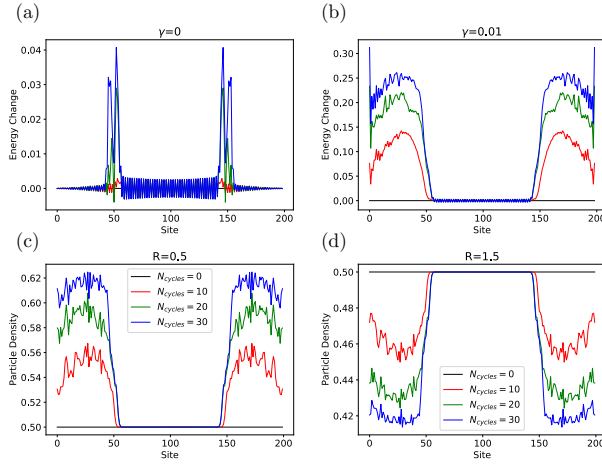 (a)
γ=0
0.04
0.03
0.02
0.01
0.00
Energy Change
0
50
100
150
200
Site
(b)
γ=0.01
0.30
0.25
0.20
0.15
0.10
0.05
0.00
Energy Change
0
50
100
150
200
Site
(c)
R=0.5
0.62
0.60
0.58
0.56
0.54
0.52
0.50
Particle Density
N_cycles = 0
N_cycles = 10
N_cycles = 20
N_cycles = 30
0
50
100
150
200
Site
(d)
R=1.5
0.50
0.48
0.46
0.44
0.42
Particle Density
N_cycles = 0
N_cycles = 10
N_cycles = 20
N_cycles = 30
0
50
100
150
200
Site